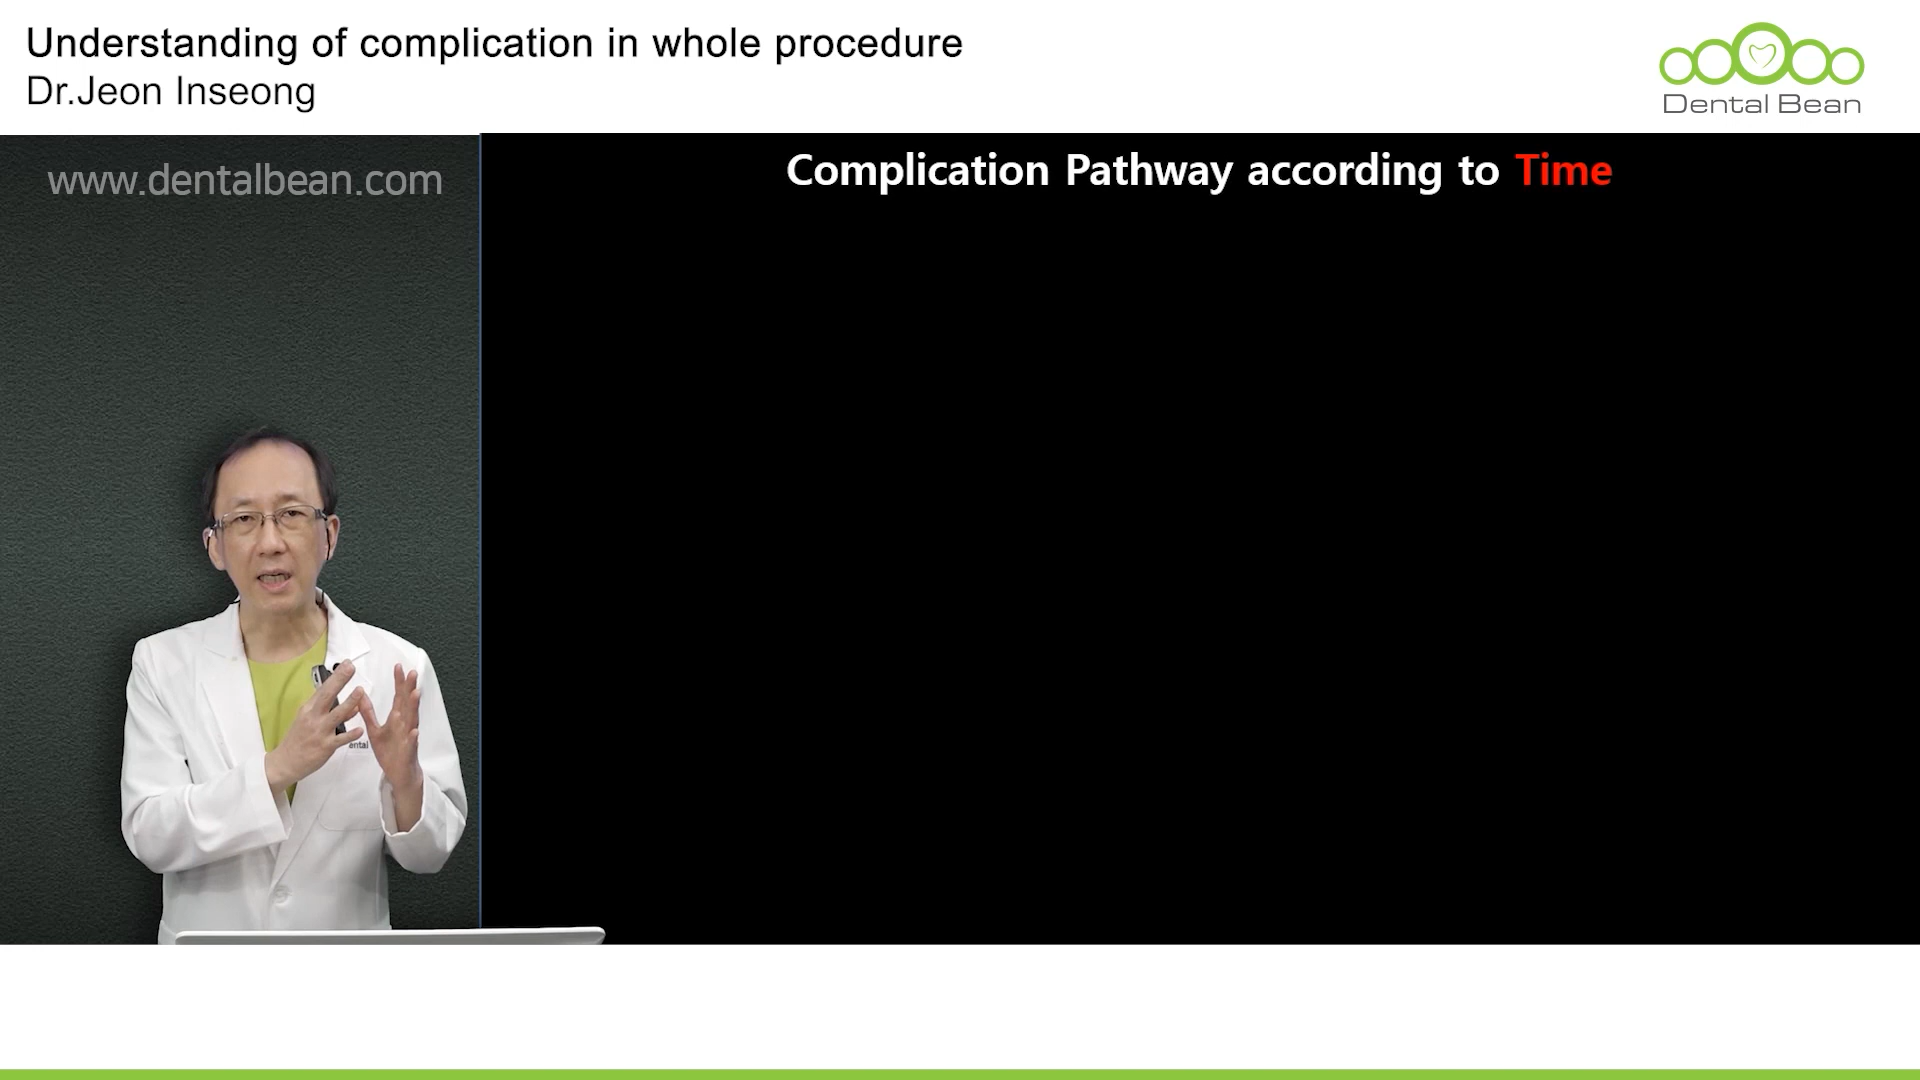 Understanding of complication in whole procedure
Dr.Jeon Inseong
Dental Bean
www.dentalbean.com
Complication Pathway according to Time
ental